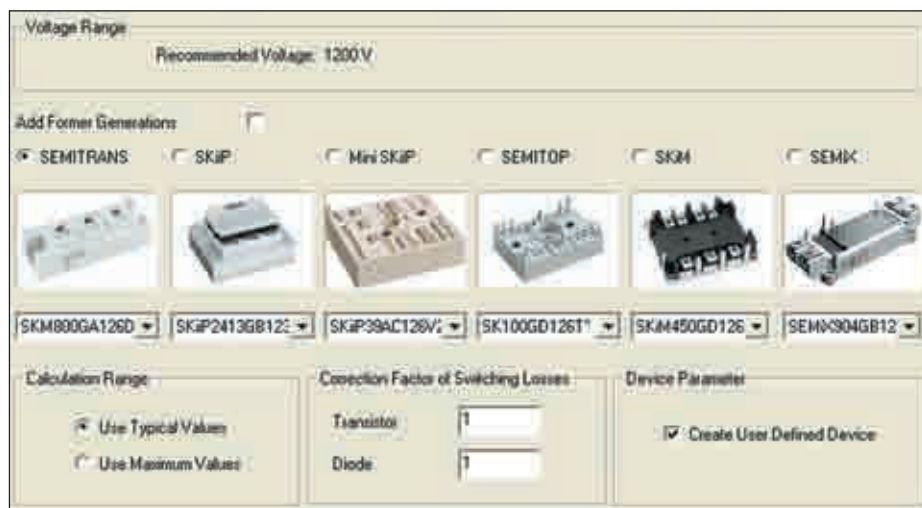 Voltage Range
Recommended Voltage: 1200 V
Add Former Generations
SEMITRANS SKiiP Mini SKiiP SEMITOP SKiM SEMiX
SKM800GA126D SKiiP2413GB123 SKiiP39AC126V2 SK100GD126T SKiM450GD126 SEMiX904GB12
Calculation Range Correction Factor of Switching Losses Device Parameter
Use Typical Values Transistor 1 Create User Defined Device
Use Maximum Values Diode 1